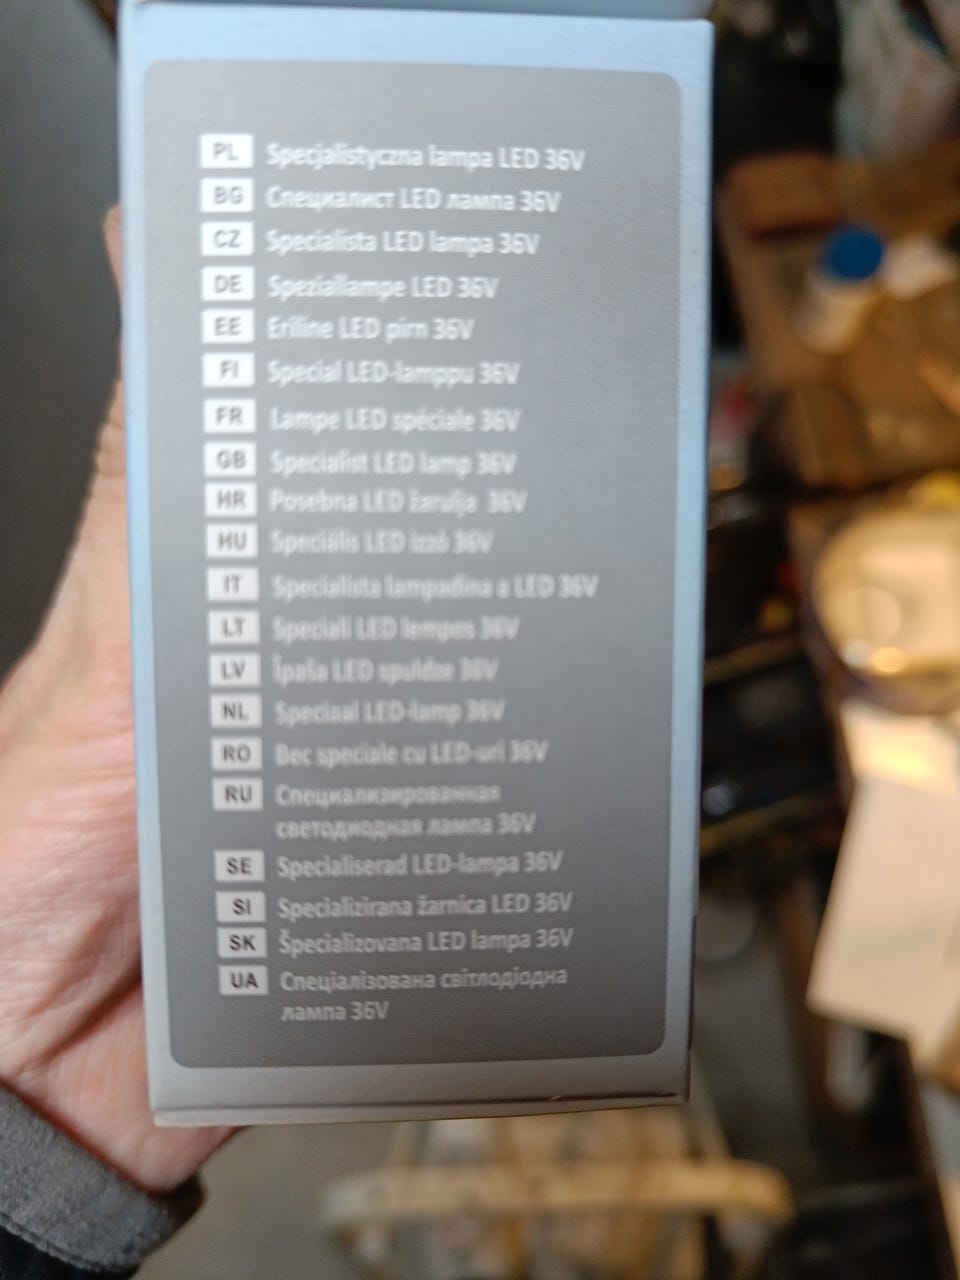 PL Specjalistyczna lampa LED 36V
BG Специалист LED лампа 36V
CZ Specialista LED lampa 36V
DE Speziallampe LED 36V
EE Eriline LED pirn 36V
FI Special LED-lamppu 36V
FR Lampe LED spéciale 36V
GB Specialist LED lamp 36V
HR Posebna LED žarulja 36V
HU Speciális LED izzó 36V
IT Specialista lampadina a LED 36V
LT Speciali LED lempos 36V
LV Īpaša LED spuldze 36V
NL Speciaal LED-lamp 36V
RO Bec speciale cu LED-uri 36V
RU Специализированная
светодиодная лампа 36V
SE Specialiserad LED-lampa 36V
SI Specializirana žarnica LED 36V
SK Špecializovana LED lampa 36V
UA Спеціалізована світлодіодна
лампа 36V